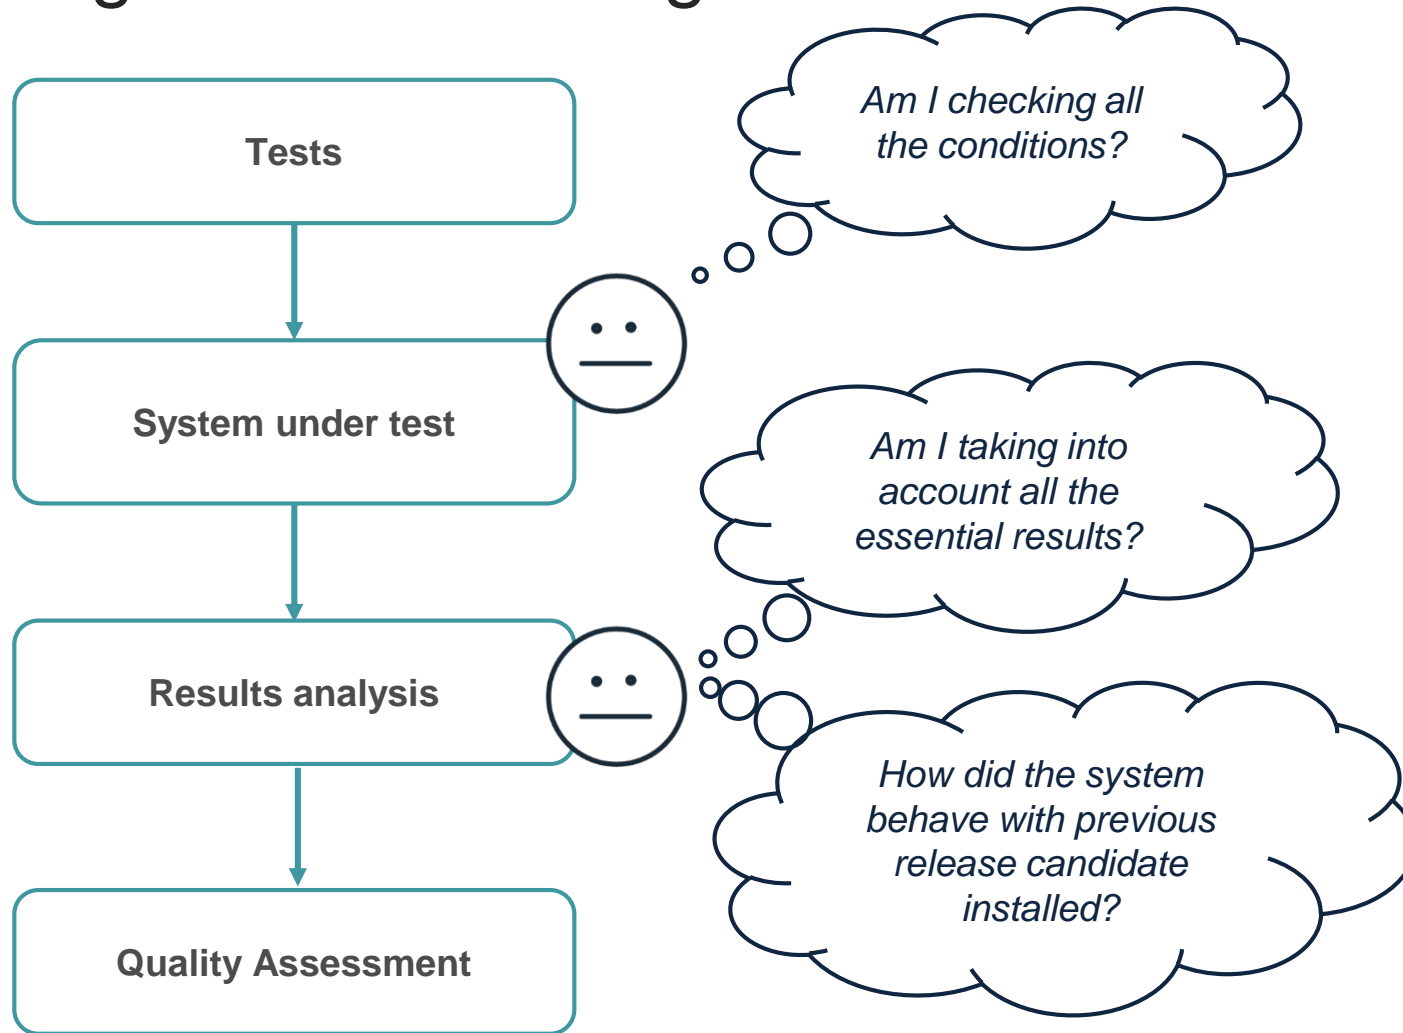 Tests
Am I checking all
the conditions?
System under test
Am I taking into
account all the
essential results?
Results analysis
How did the system
behave with previous
release candidate
installed?
Quality Assessment